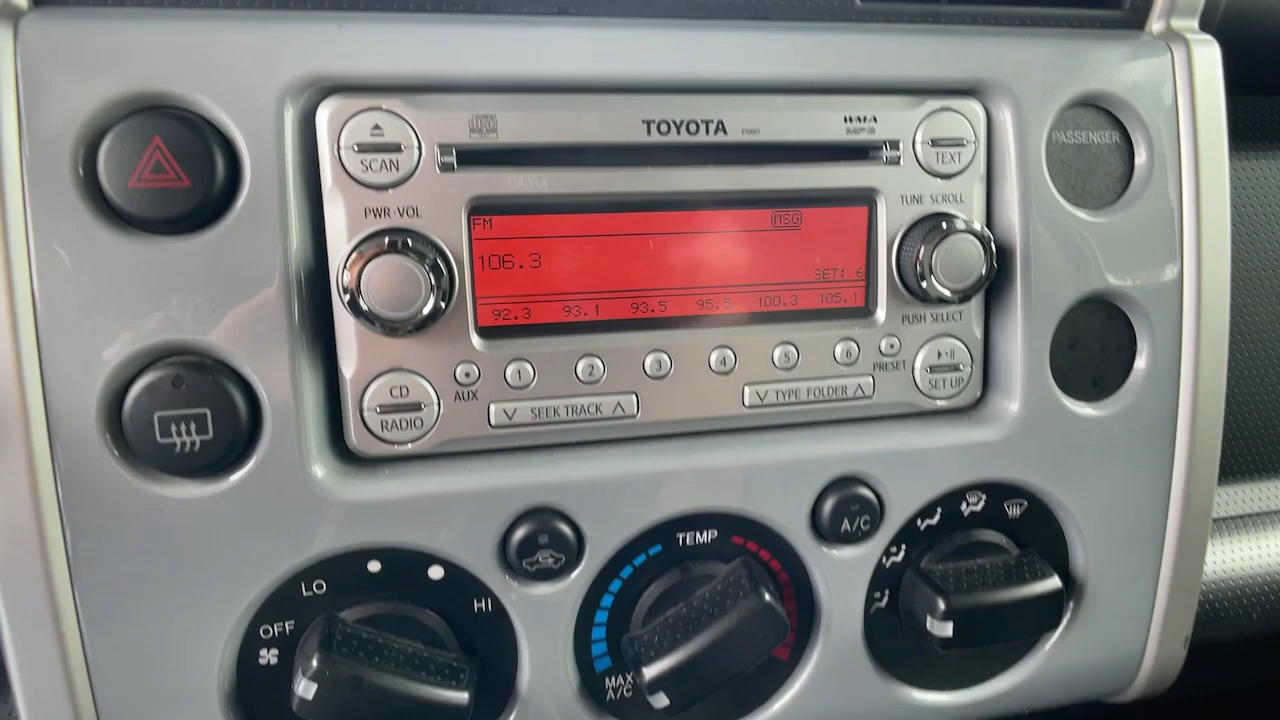 TOYOTA
WMA
MP3
SCAN
TEXT
PASSENGER
PWR·VOL
TUNE SCROLL
FM
MSG
106.3
SET: 6
92.3 93.1 93.5 95.5 100.3 105.1
PUSH SELECT
AUX
1 2 3 4 5 6
PRESET
CD
RADIO
SEEK TRACK
TYPE FOLDER
SET UP
A/C
TEMP
LO
HI
OFF
MAX
A/C